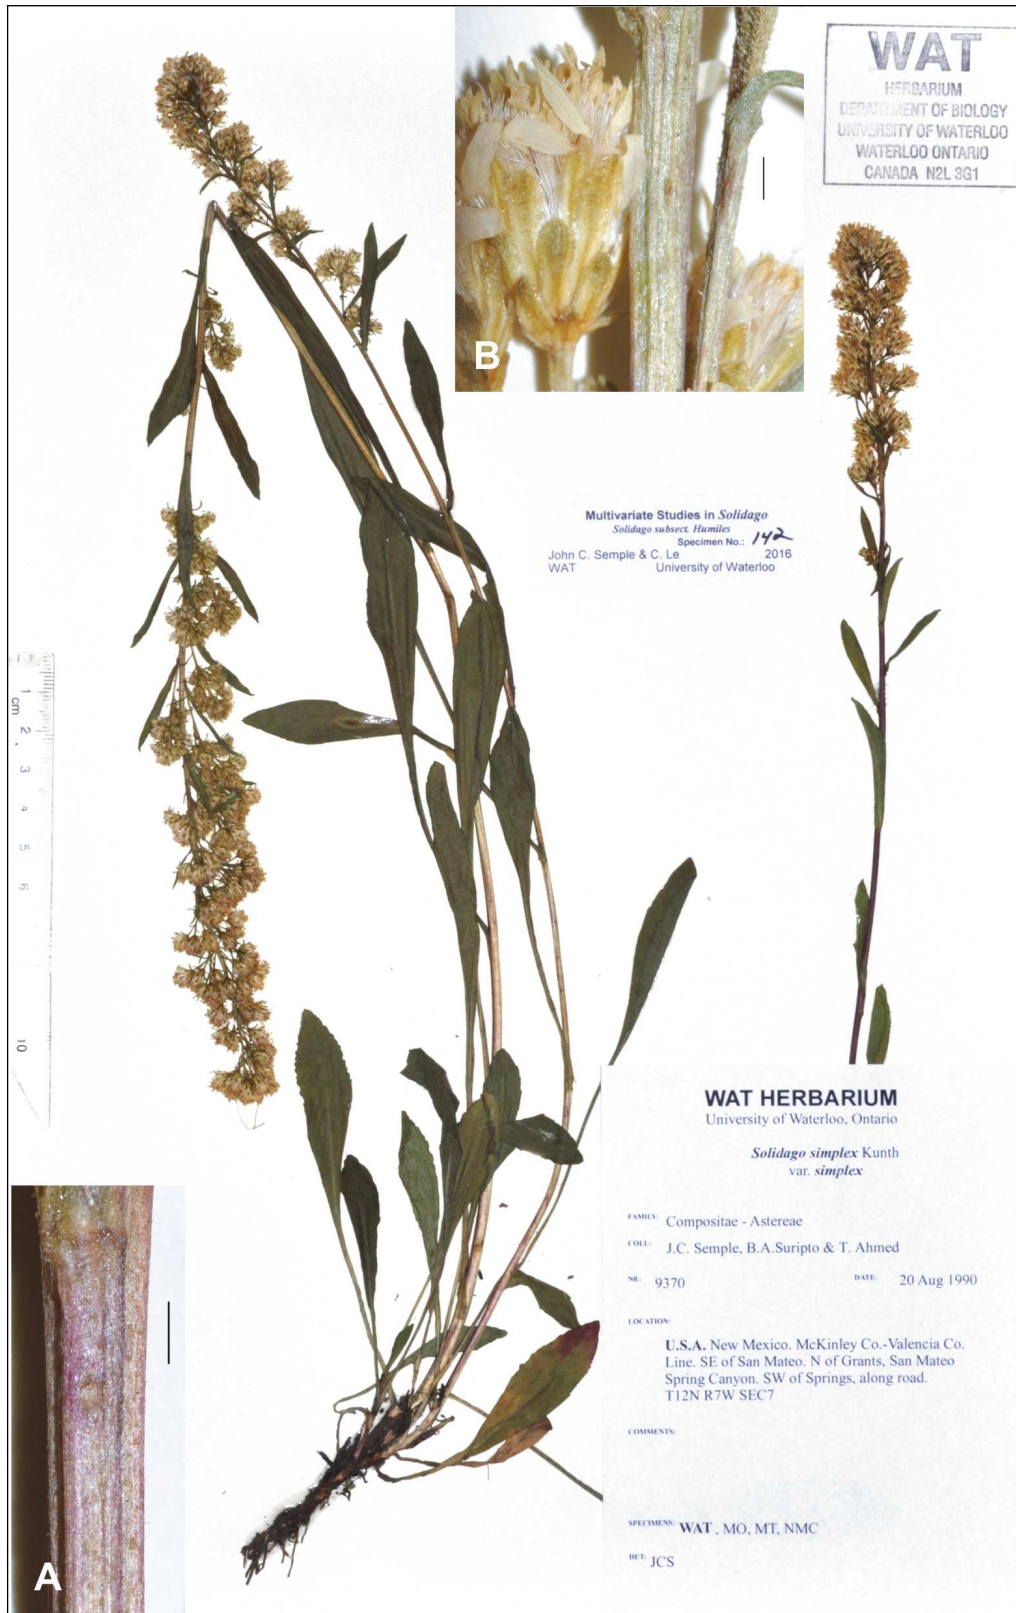 WAT
HERBARIUM
DEPARTMENT OF BIOLOGY
UNIVERSITY OF WATERLOO
WATERLOO ONTARIO
CANADA N2L 3G1
B
Multivariate Studies in Solidago
Solidago subsect. Humiles
Specimen No.: 142
John C. Semple & C. Le 2016
WAT University of Waterloo
1
cm
2
3
4
5
6
10
WAT HERBARIUM
University of Waterloo, Ontario
Solidago simplex Kunth
var. simplex
FAMILY: Compositae - Astereae
COLL: J.C. Semple, B.A.Suripto & T. Ahmed
NO.: 9370 DATE: 20 Aug 1990
LOCATION:
U.S.A. New Mexico. McKinley Co.-Valencia Co.
Line. SE of San Mateo. N of Grants, San Mateo
Spring Canyon. SW of Springs, along road.
T12N R7W SEC7
COMMENTS:
SPECIMENS: WAT, MO, MT, NMC
DET: JCS
A